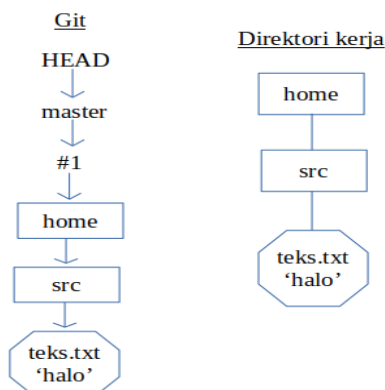 Git
HEAD
master
#1
home
src
teks.txt
‘halo’
Direktori kerja
home
src
teks.txt
‘halo’